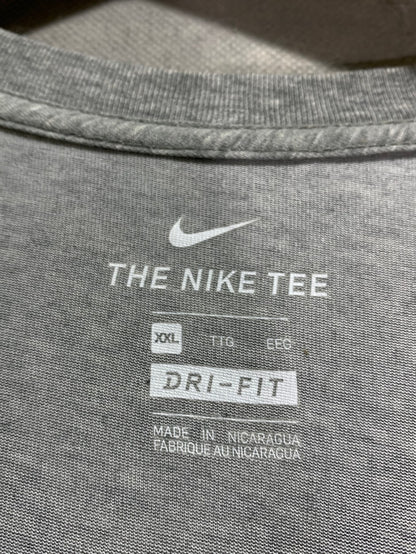 THE NIKE TEE
XXL TTG EEG
DRI-FIT
MADE IN NICARAGUA
FABRIQUE AU NICARAGUA